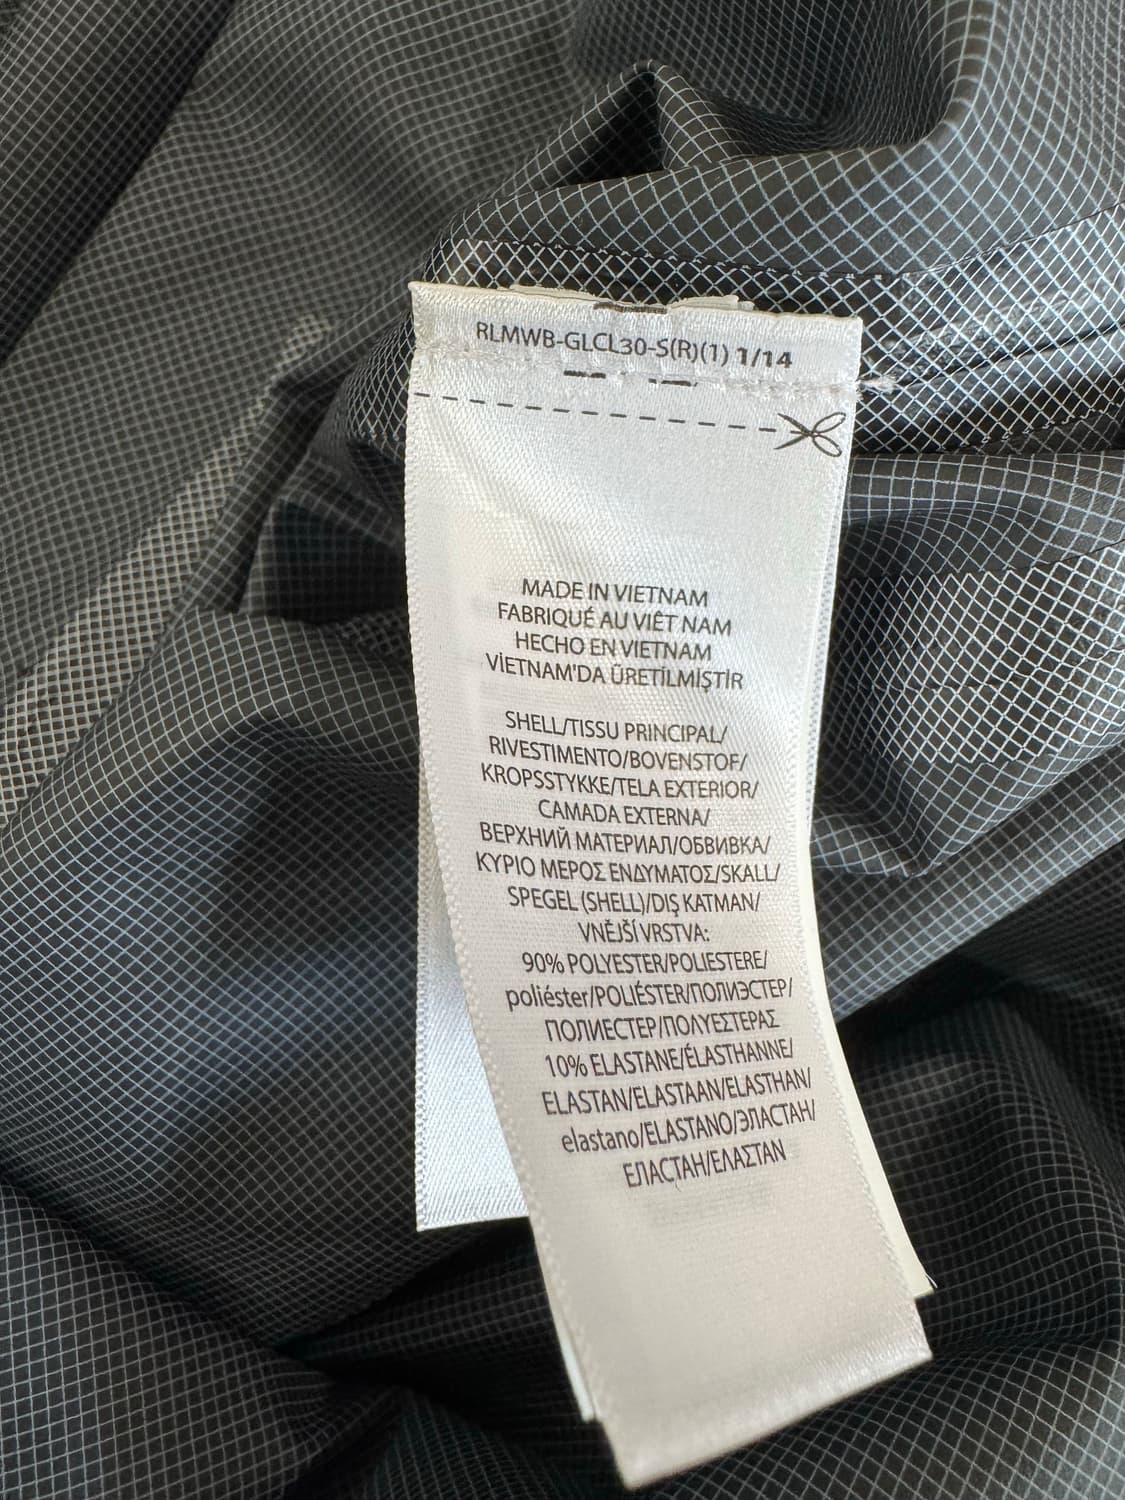 RLMWB-GLCL30-S(R)(1) 1/14
MADE IN VIETNAM
FABRIQUÉ AU VIÊT NAM
HECHO EN VIETNAM
VİETNAM'DA ÜRETİLMİŞTİR
SHELL/TISSU PRINCIPAL/
RIVESTIMENTO/BOVENSTOF/
KROPSSTYKKE/TELA EXTERIOR/
CAMADA EXTERNA/
ВЕРХНИЙ МАТЕРИАЛ/ОБВИВКА/
ΚΥΡΙΟ ΜΕΡΟΣ ΕΝΔΥΜΑΤΟΣ/SKALL/
SPEGEL (SHELL)/DIŞ KATMAN/
VNĚJŠÍ VRSTVA:
90% POLYESTER/POLIESTERE/
poliéster/POLIÉSTER/ПОЛИЭСТЕР/
ПОЛИЕСТЕР/ΠΟΛΥΕΣΤΕΡΑΣ
10% ELASTANE/ÉLASTHANNE/
ELASTAN/ELASTAAN/ELASTHAN/
elastano/ELASTANO/ЭЛАСТАН/
ЕЛАСТАН/ΕΛΑΣΤΑΝ